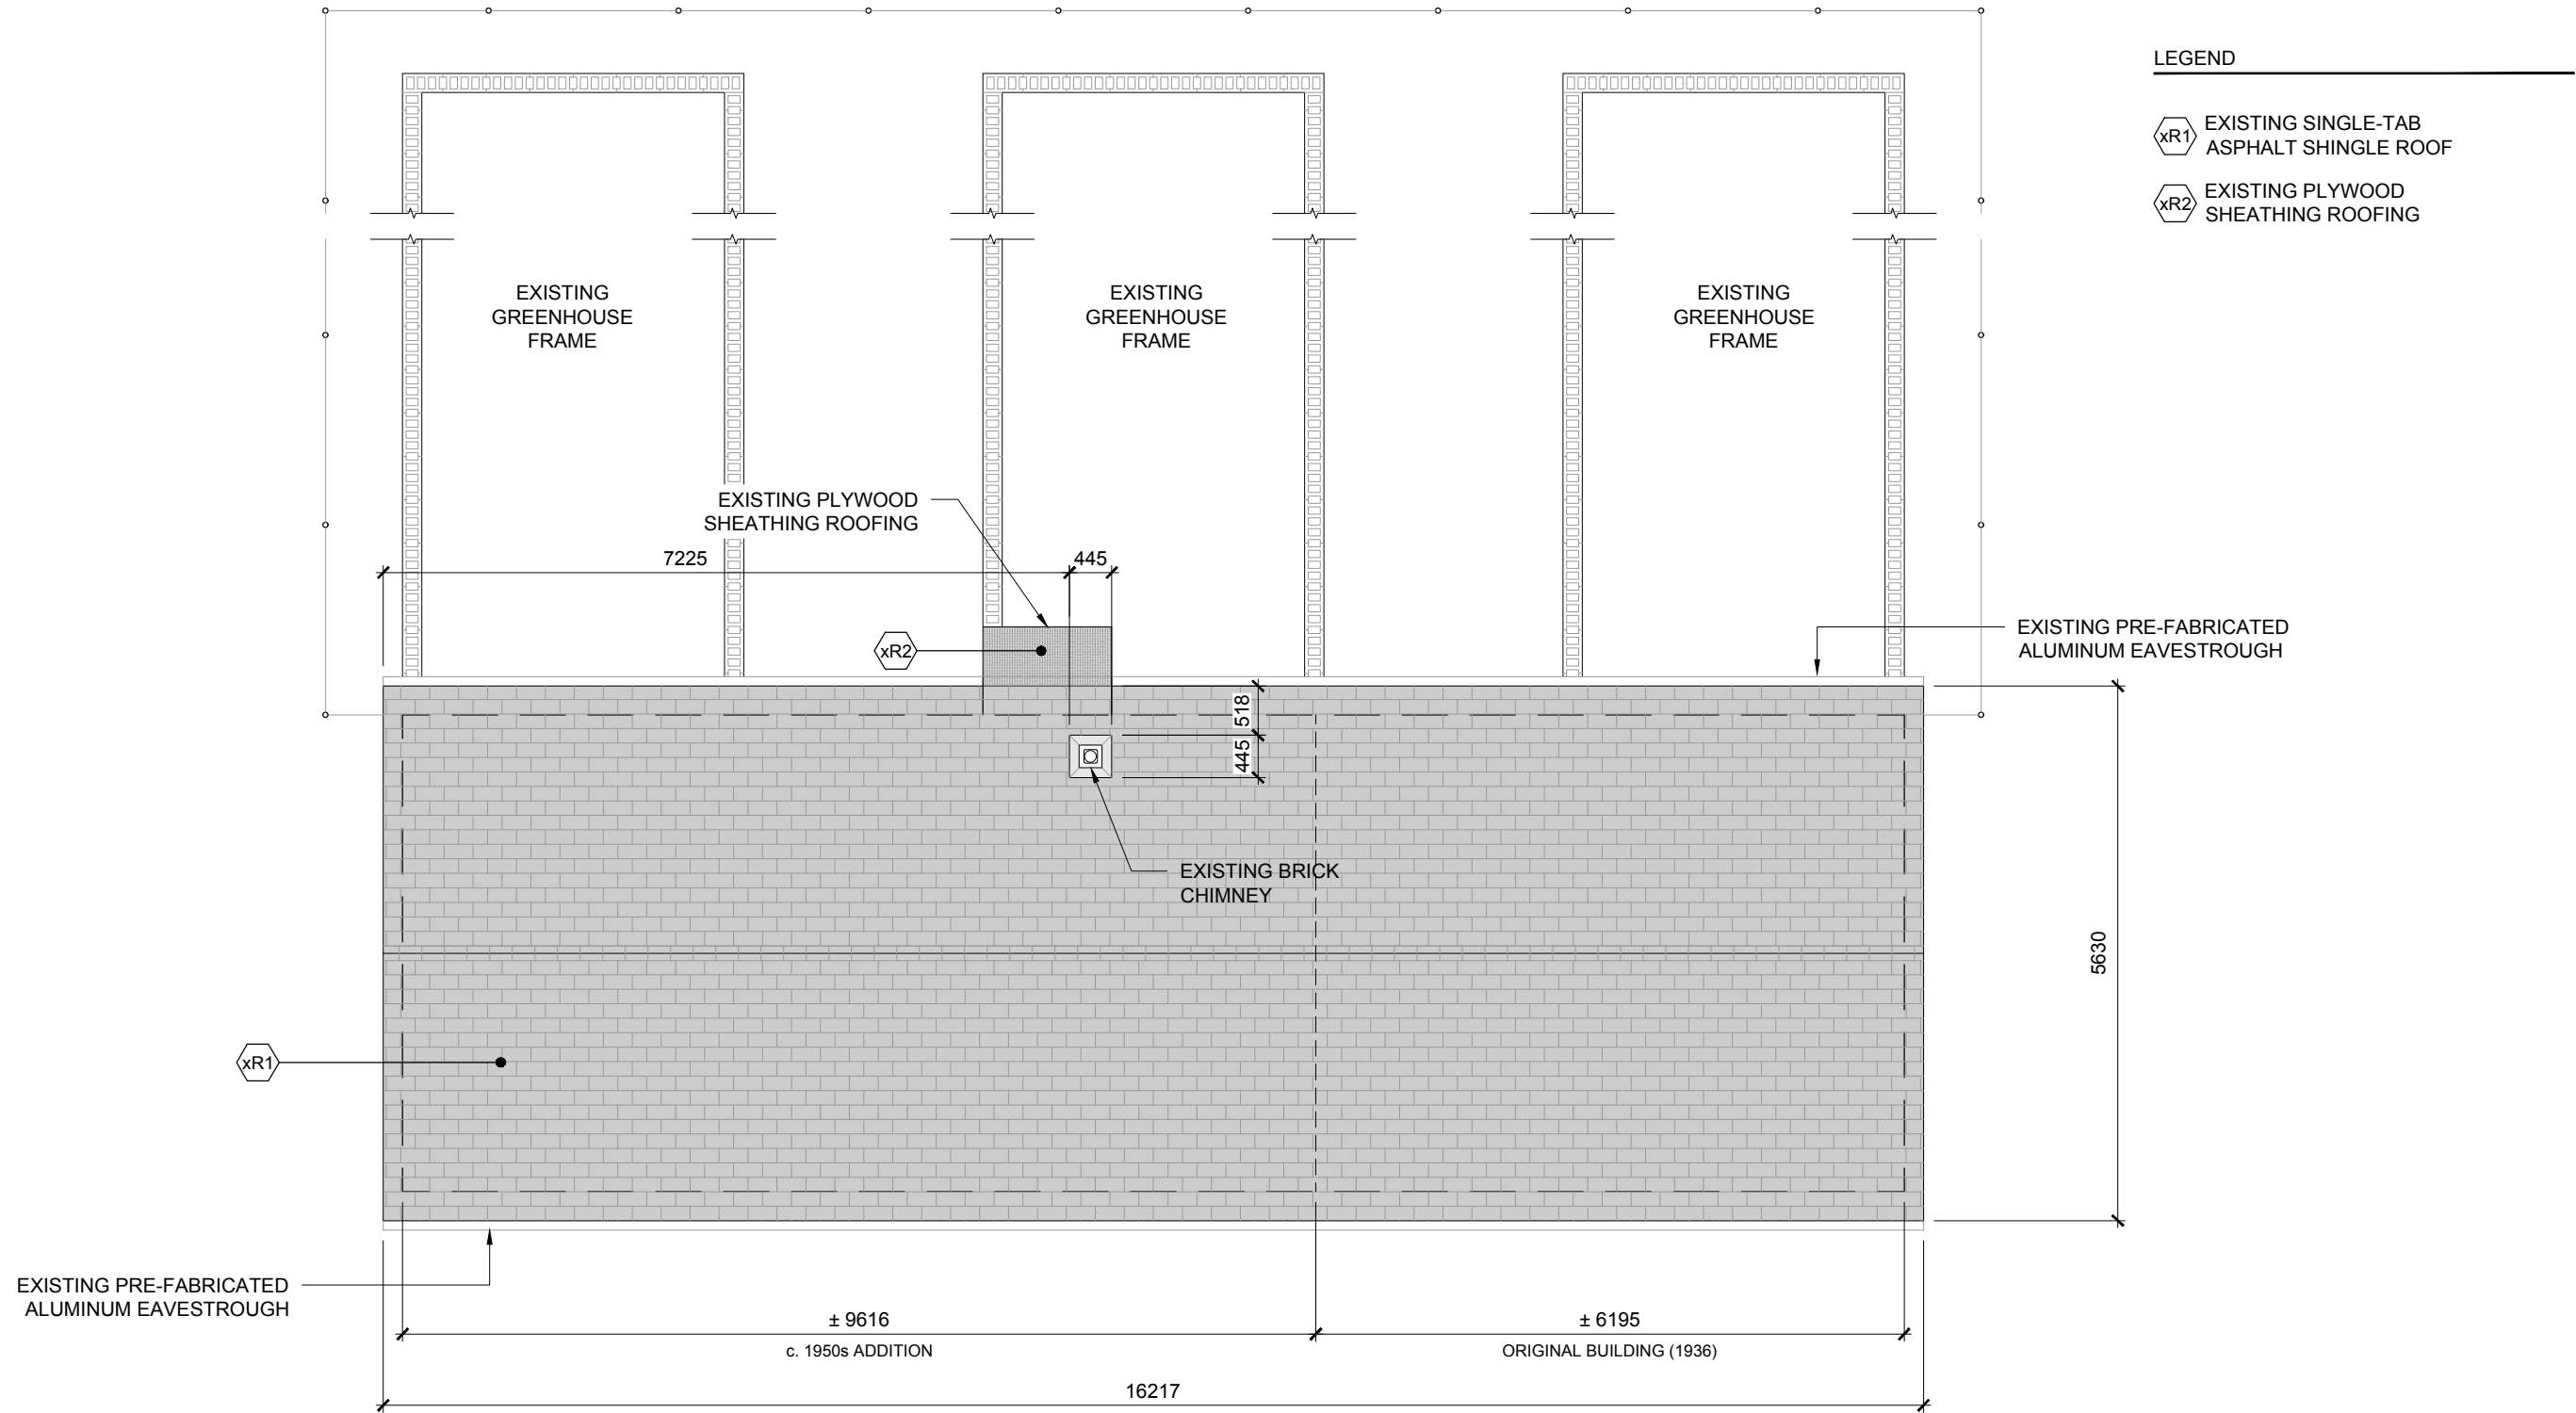 LEGEND
xR1
EXISTING SINGLE-TAB
ASPHALT SHINGLE ROOF
xR2
EXISTING PLYWOOD
SHEATHING ROOFING
EXISTING
GREENHOUSE
FRAME
EXISTING
GREENHOUSE
FRAME
EXISTING
GREENHOUSE
FRAME
EXISTING PLYWOOD
SHEATHING ROOFING
7225
445
xR2
EXISTING PRE-FABRICATED
ALUMINUM EAVESTROUGH
518
445
EXISTING BRICK
CHIMNEY
5630
xR1
EXISTING PRE-FABRICATED
ALUMINUM EAVESTROUGH
± 9616
c. 1950s ADDITION
± 6195
ORIGINAL BUILDING (1936)
16217